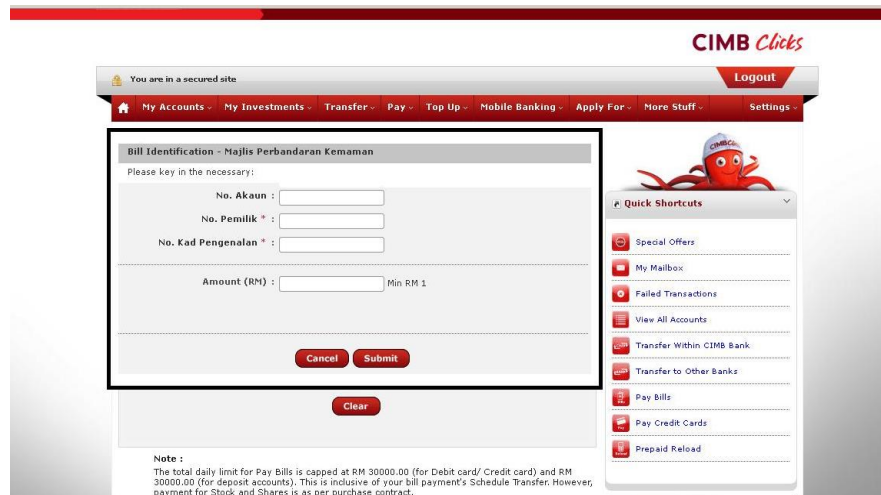 CIMB Clicks
You are in a secured site
Logout
My Accounts My Investments Transfer Pay Top Up Mobile Banking Apply For More Stuff Settings
Bill Identification - Majlis Perbandaran Kemaman
Please key in the necessary:
No. Akaun :
No. Pemilik * :
No. Kad Pengenalan * :
Amount (RM) : Min RM 1
Cancel Submit
Clear
Note :
The total daily limit for Pay Bills is capped at RM 30000.00 (for Debit card/ Credit card) and RM
30000.00 (for deposit accounts). This is inclusive of your bill payment's Schedule Transfer. However,
payment for Stock and Shares is as per purchase contract.
CIMB Clicks
Quick Shortcuts
Special Offers
My Mailbox
Failed Transactions
View All Accounts
Transfer Within CIMB Bank
Transfer to Other Banks
Pay Bills
Pay Credit Cards
Prepaid Reload